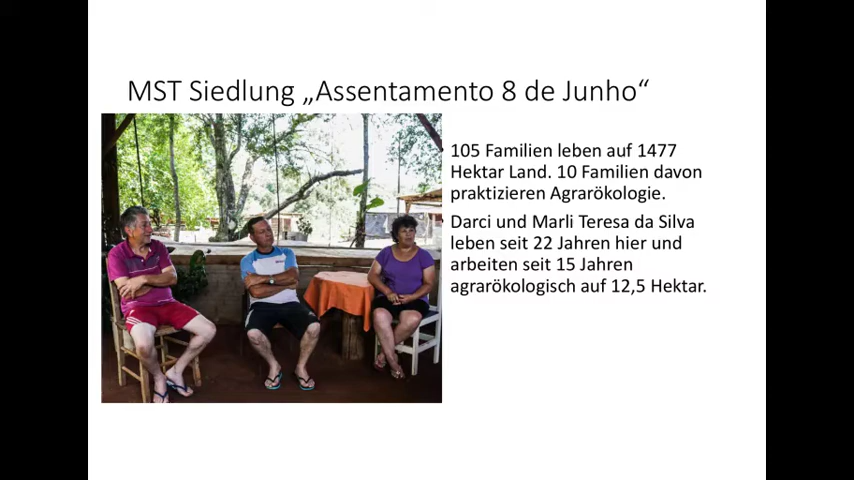 MST Siedlung „Assentamento 8 de Junho“
105 Familien leben auf 1477
Hektar Land. 10 Familien davon
praktizieren Agrarökologie.
Darci und Marli Teresa da Silva
leben seit 22 Jahren hier und
arbeiten seit 15 Jahren
agrarökologisch auf 12,5 Hektar.